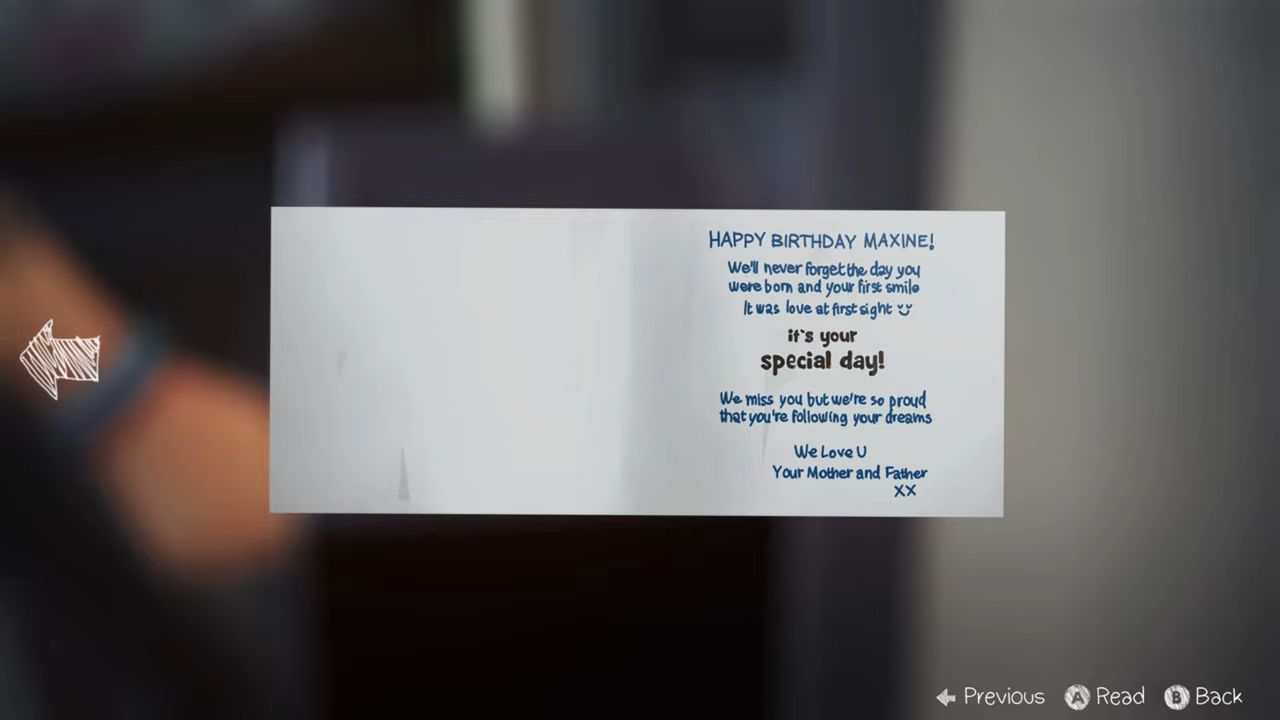 HAPPY BIRTHDAY MAXINE!
We'll never forget the day you
were born and your first smile
It was love at first sight
it's your
special day!
We miss you but we're so proud
that you're following your dreams
We Love U
Your Mother and Father
XX
Previous A Read B Back